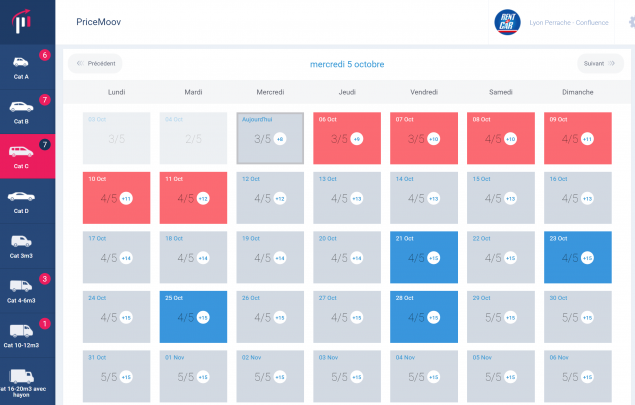 PriceMoov
RENT A CAR
Lyon Perrache - Confluence
6
Cat A
7
Cat B
7
Cat C
Cat D
Cat 3m3
3
Cat 4-6m3
1
Cat 10-12m3
at 16-20m3 avec
hayon
Précédent
mercredi 5 octobre
Suivant
Lundi Mardi Mercredi Jeudi Vendredi Samedi Dimanche
03 Oct 04 Oct Aujourd'hui 06 Oct 07 Oct 08 Oct 09 Oct
3/5 2/5 3/5 +8 3/5 +9 3/5 +10 4/5 +10 4/5 +11
10 Oct 11 Oct 12 Oct 13 Oct 14 Oct 15 Oct 16 Oct
4/5 +11 4/5 +12 4/5 +12 4/5 +13 4/5 +13 4/5 +13 4/5 +13
17 Oct 18 Oct 19 Oct 20 Oct 21 Oct 22 Oct 23 Oct
4/5 +14 4/5 +14 4/5 +14 4/5 +14 4/5 +15 4/5 +15 4/5 +15
24 Oct 25 Oct 26 Oct 27 Oct 28 Oct 29 Oct 30 Oct
4/5 +15 4/5 +15 4/5 +15 4/5 +15 4/5 +15 5/5 +15 5/5 +15
31 Oct 01 Nov 02 Nov 03 Nov 04 Nov 05 Nov 06 Nov
5/5 +15 5/5 +15 5/5 +15 5/5 +15 5/5 +15 5/5 +15 5/5 +15